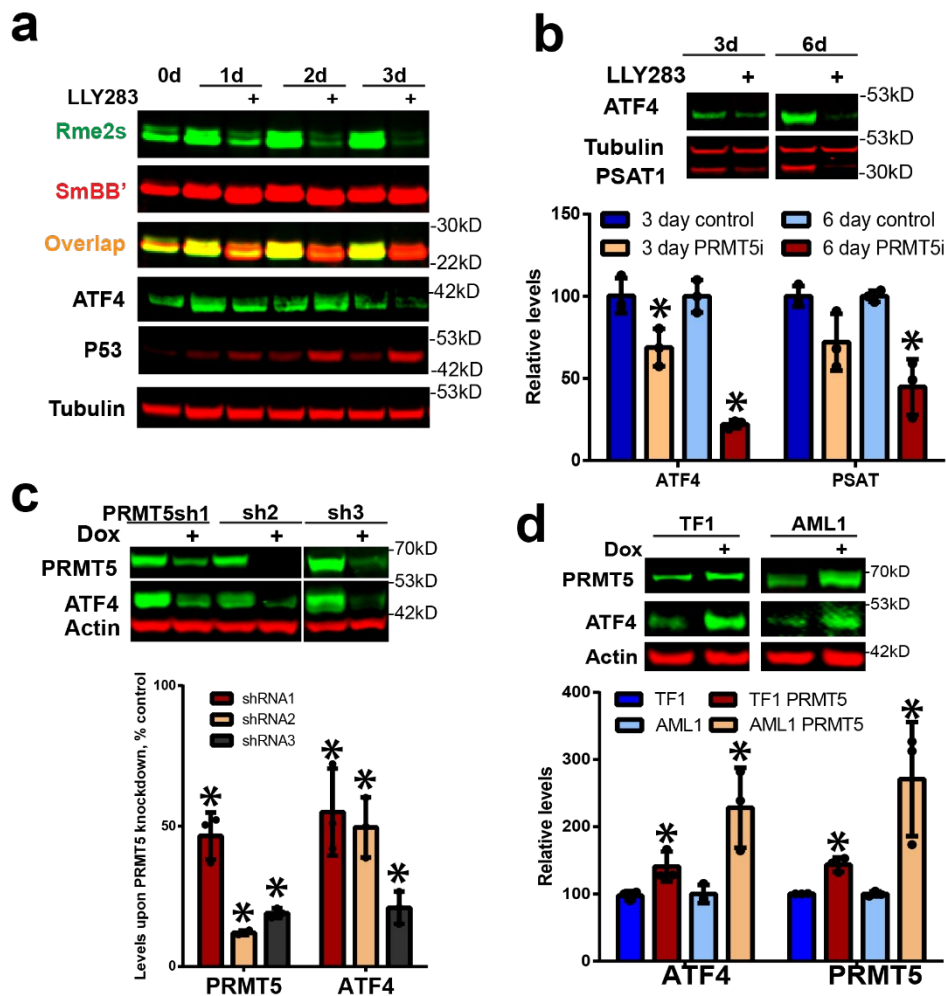 a
0d 1d 2d 3d
LLY283 + + +
Rme2s
SmBB'
Overlap
-30kD
-22kD
ATF4
-42kD
P53
-53kD
-42kD
Tubulin
-53kD
b
3d 6d
LLY283 + +
ATF4
-53kD
Tubulin
-53kD
PSAT1
-30kD
3 day control 6 day control
3 day PRMT5i 6 day PRMT5i
Relative levels
150
100
50
0
* * *
ATF4 PSAT
c
PRMT5sh1 sh2 sh3
Dox + + +
PRMT5
-70kD
ATF4
-53kD
-42kD
Actin
shRNA1
shRNA2
shRNA3
Levels upon PRMT5 knockdown, % control
100
50
0
* * * * * *
PRMT5 ATF4
d
TF1 AML1
Dox + +
PRMT5
-70kD
ATF4
-53kD
Actin
-42kD
TF1 TF1 PRMT5
AML1 AML1 PRMT5
Relative levels
400
300
200
100
0
* * * *
ATF4 PRMT5